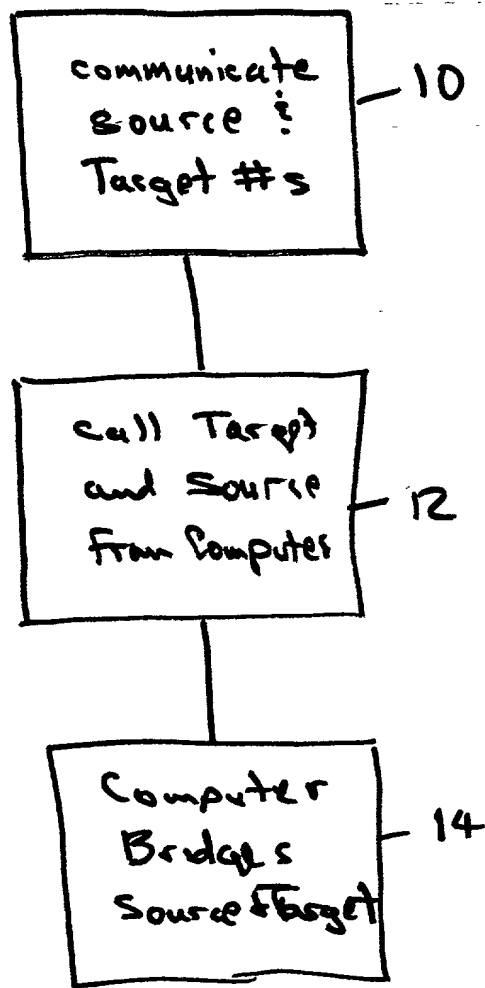 communicate
source &
Target #s
10
call Target
and Source
From Computer
12
Computer
Bridges
Source & Target
14